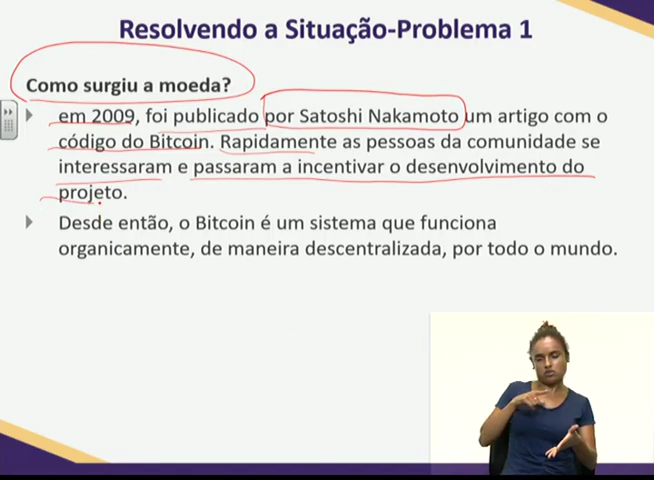 Resolvendo a Situação-Problema 1
Como surgiu a moeda?
em 2009, foi publicado por Satoshi Nakamoto um artigo com o
código do Bitcoin. Rapidamente as pessoas da comunidade se
interessaram e passaram a incentivar o desenvolvimento do
projeto.
Desde então, o Bitcoin é um sistema que funciona
organicamente, de maneira descentralizada, por todo o mundo.